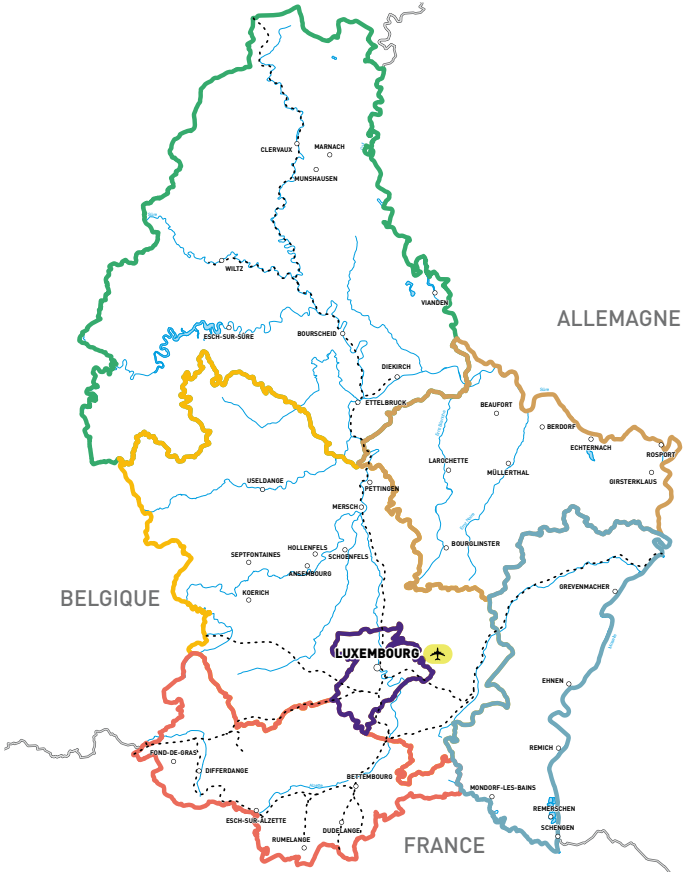 CLERVAUX
MARNACH
MUNSHAUSEN
WILTZ
VIANDEN
ALLEMAGNE
ESCH-SUR-SÛRE
BOURSCHEID
DIEKIRCH
ETTELBRUCK
BEAUFORT
BERDORF
ECHTERNACH
ROSPORT
LAROCHETTE
MÜLLERTHAL
GIRSTERKLAUS
USELDANGE
PETTINGEN
MERSCH
HOLLENFELS
SCHOENFELS
SEPTFONTAINES
ANSEMBOURG
BOURGLINSTER
KOERICH
BELGIQUE
GREVENMACHER
LUXEMBOURG
EHNEN
REMICH
FOND-DE-GRAS
DIFFERDANGE
BETTEMBOURG
MONDORF-LES-BAINS
REMERSCHEN
ESCH-SUR-ALZETTE
DUDELANGE
SCHENGEN
RUMELANGE
FRANCE